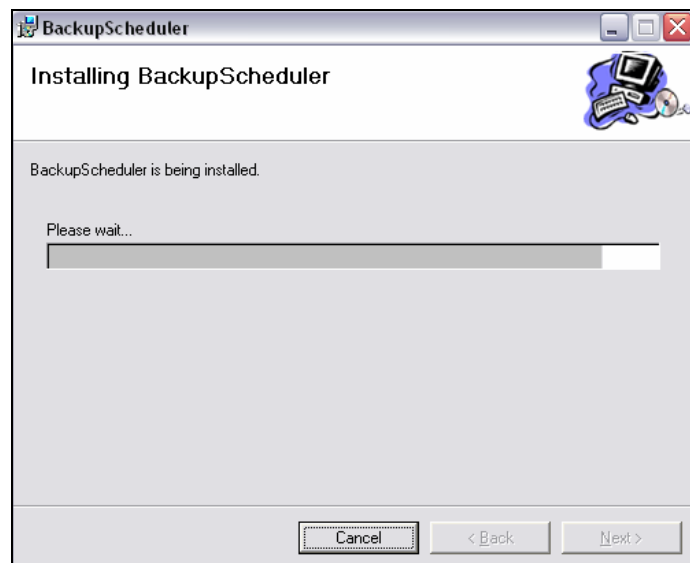 BackupScheduler
Installing BackupScheduler
BackupScheduler is being installed.
Please wait...
Cancel
< Back
Next >